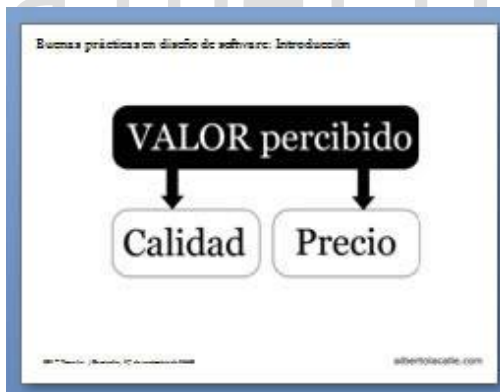 Buenas prácticas en diseño de software: Introducción
VALOR percibido
Calidad Precio
albertolacalle.com